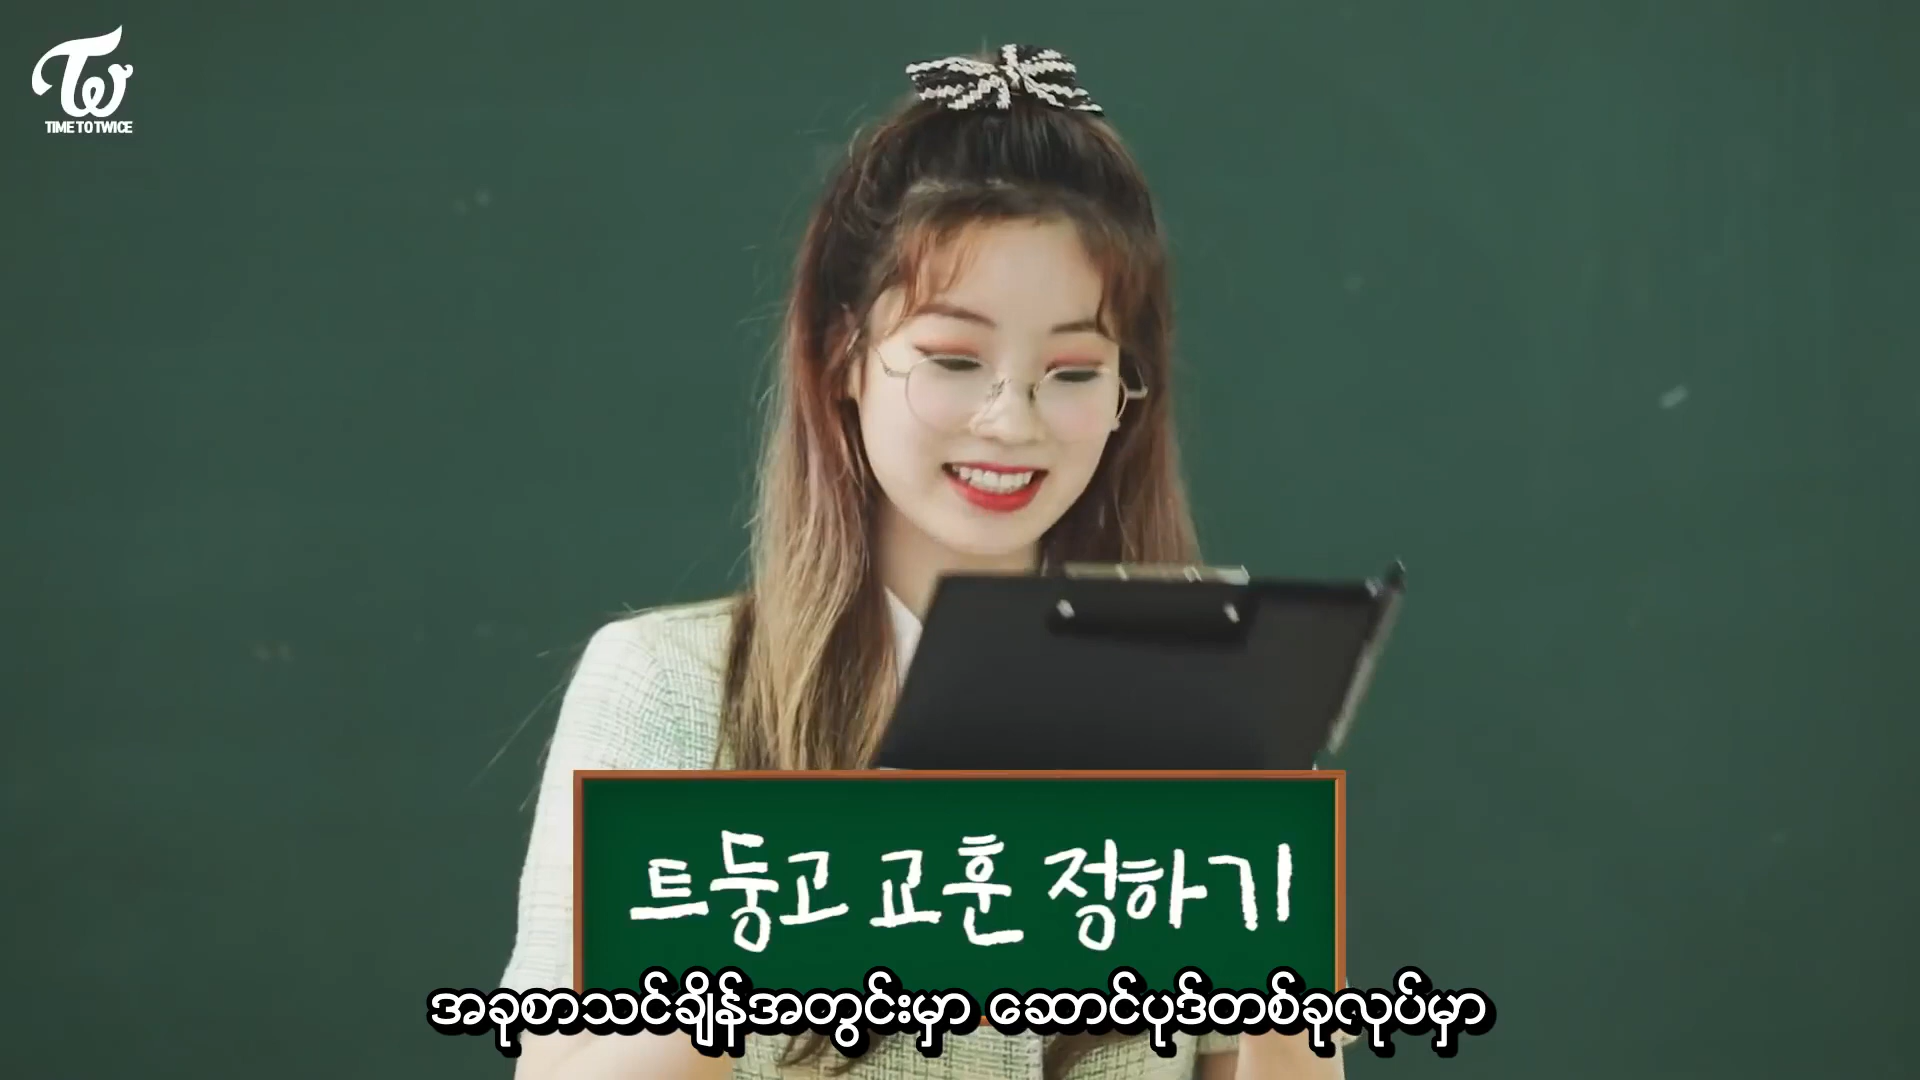 TW
TIME TO TWICE
트둥고 교훈 정하기
အခုစာသင်ချိန်အတွင်းမှာ ဆောင်ပုဒ်တစ်ခုလုပ်မှာ